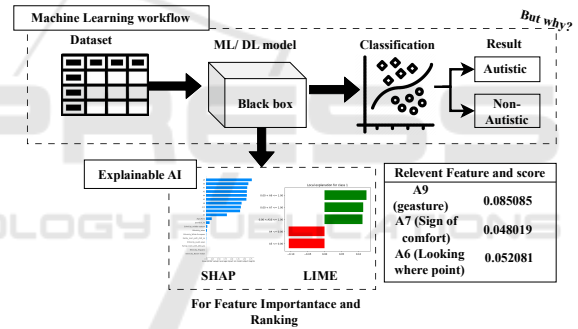 Machine Learning workflow
But why?
Dataset
ML/ DL model
Classification
Result
Black box
Autistic
Non-
Autistic
Explainable AI
SHAP
LIME
For Feature Importantace and
Ranking
Relevent Feature and score
A9
(geasture)
0.085085
A7 (Sign of
comfort)
0.048019
A6 (Looking
where point)
0.052081